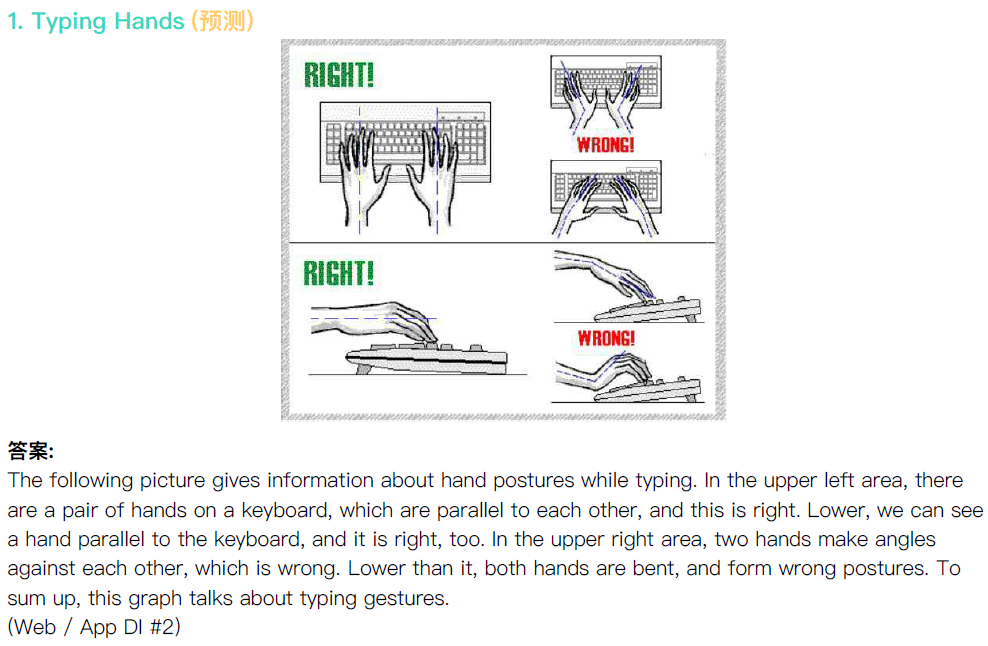 1. Typing Hands (预测)
RIGHT!
WRONG!
RIGHT!
WRONG!
答案:
The following picture gives information about hand postures while typing. In the upper left area, there
are a pair of hands on a keyboard, which are parallel to each other, and this is right. Lower, we can see
a hand parallel to the keyboard, and it is right, too. In the upper right area, two hands make angles
against each other, which is wrong. Lower than it, both hands are bent, and form wrong postures. To
sum up, this graph talks about typing gestures.
(Web / App DI #2)